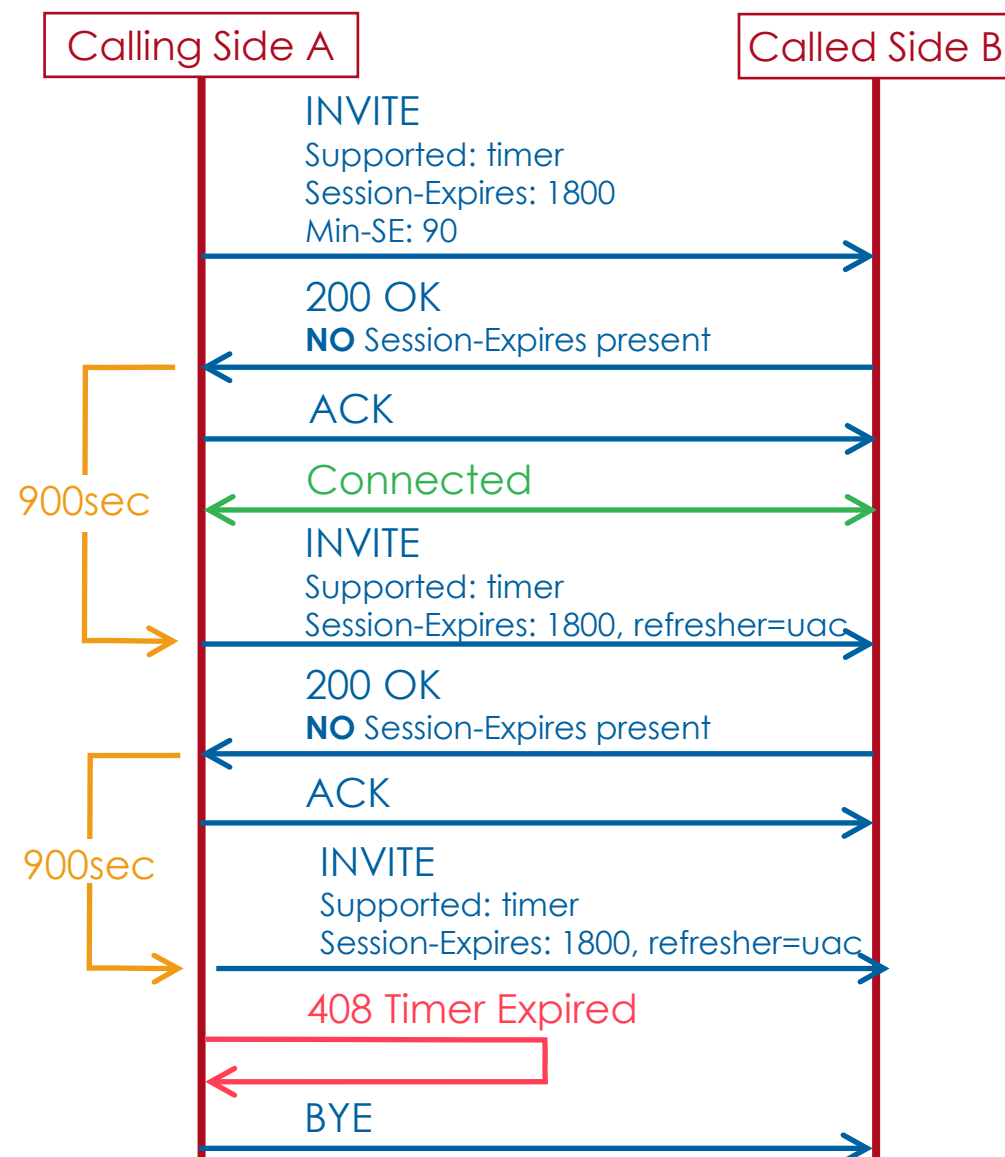 Calling Side A
Called Side B
INVITE
Supported: timer
Session-Expires: 1800
Min-SE: 90
200 OK
NO Session-Expires present
ACK
900sec
Connected
INVITE
Supported: timer
Session-Expires: 1800, refresher=uac
200 OK
NO Session-Expires present
ACK
900sec
INVITE
Supported: timer
Session-Expires: 1800, refresher=uac
408 Timer Expired
BYE